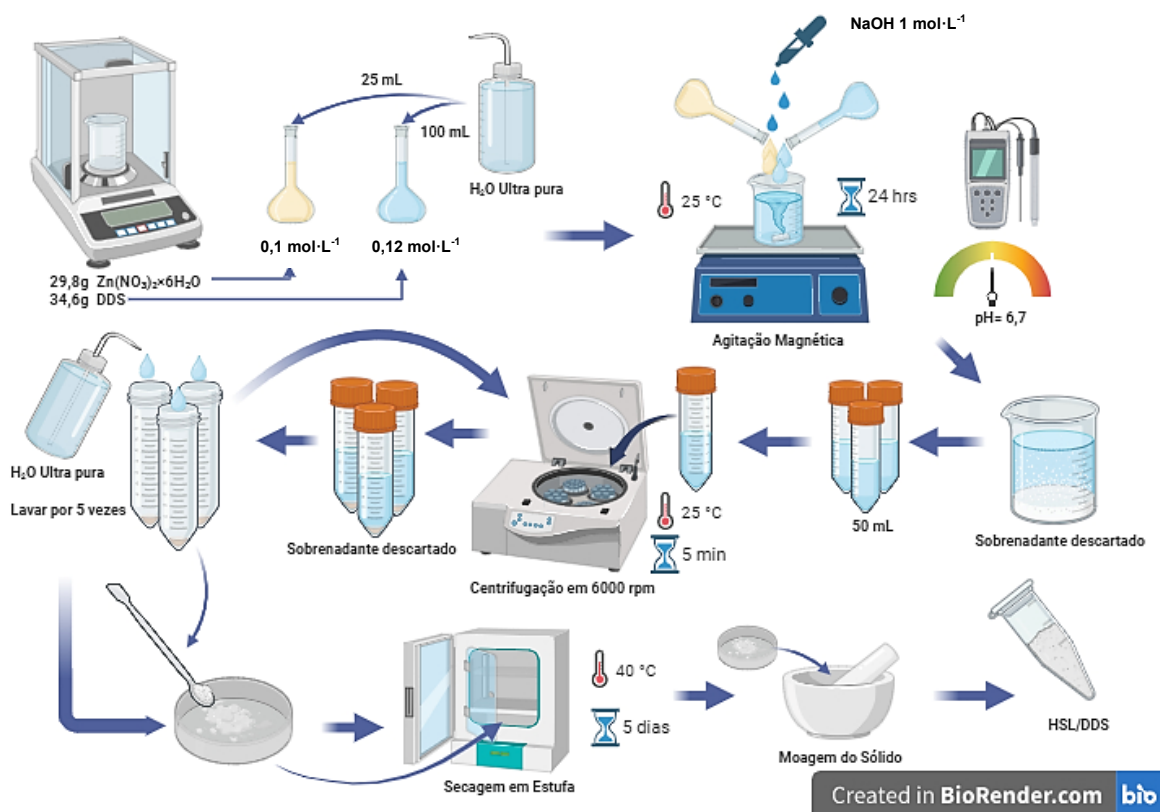 NaOH 1 mol·L⁻¹
25 mL
100 mL
H₂O Ultra pura
0,1 mol·L⁻¹
0,12 mol·L⁻¹
29,8g Zn(NO₃)₂×6H₂O
34,6g DDS
25 °C
24 hrs
Agitação Magnética
pH= 6,7
H₂O Ultra pura
Lavar por 5 vezes
Sobrenadante descartado
25 °C
5 min
Centrifugação em 6000 rpm
50 mL
Sobrenadante descartado
40 °C
5 dias
Secagem em Estufa
Moagem do Sólido
HSL/DDS
Created in BioRender.com bio